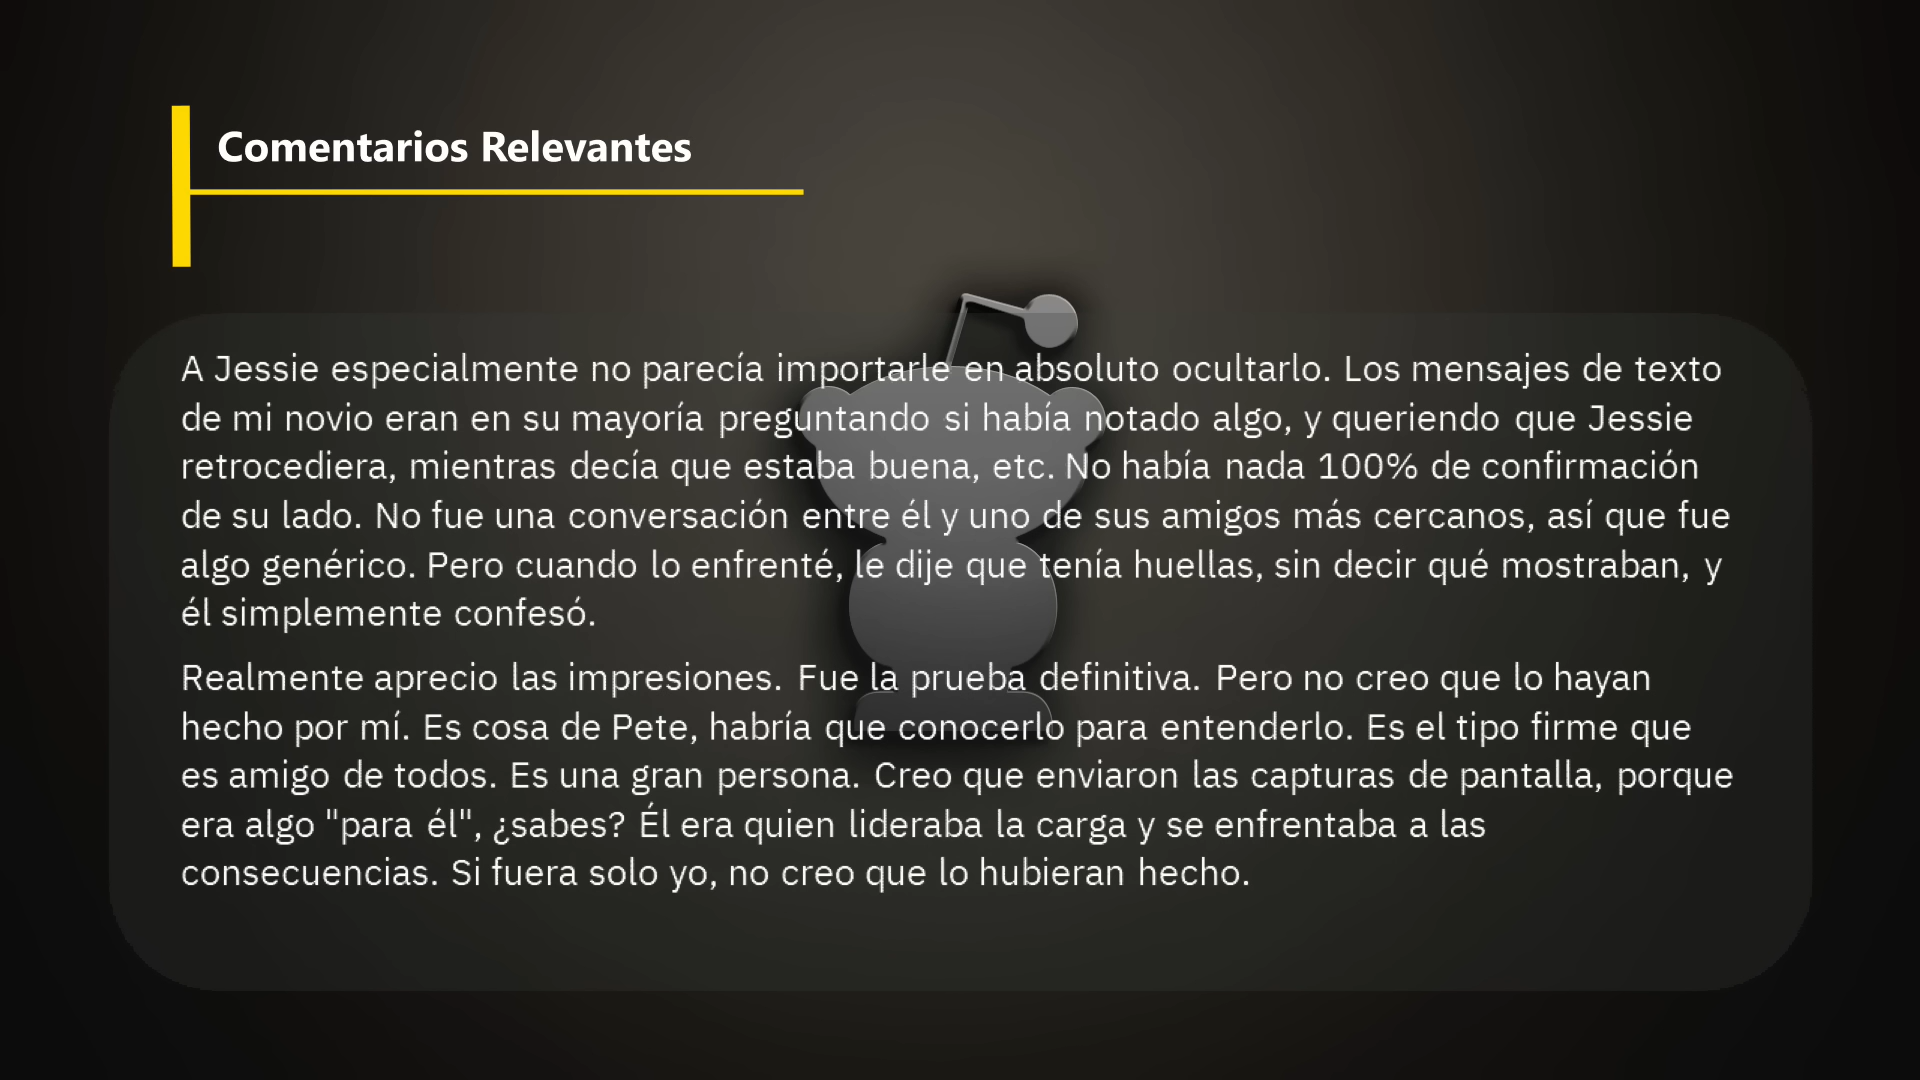 Comentarios Relevantes
A Jessie especialmente no parecía importarle en absoluto ocultarlo. Los mensajes de texto
de mi novio eran en su mayoría preguntando si había notado algo, y queriendo que Jessie
retrocediera, mientras decía que estaba buena, etc. No había nada 100% de confirmación
de su lado. No fue una conversación entre él y uno de sus amigos más cercanos, así que fue
algo genérico. Pero cuando lo enfrenté, le dije que tenía huellas, sin decir qué mostraban, y
él simplemente confesó.
Realmente aprecio las impresiones. Fue la prueba definitiva. Pero no creo que lo hayan
hecho por mí. Es cosa de Pete, habría que conocerlo para entenderlo. Es el tipo firme que
es amigo de todos. Es una gran persona. Creo que enviaron las capturas de pantalla, porque
era algo "para él", ¿sabes? Él era quien lideraba la carga y se enfrentaba a las
consecuencias. Si fuera solo yo, no creo que lo hubieran hecho.